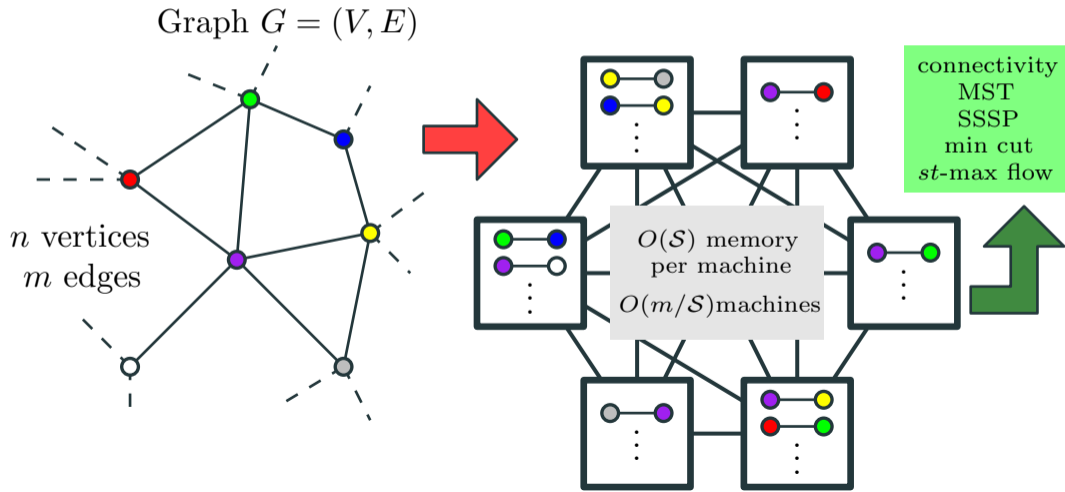 Graph G = (V, E)
n vertices
m edges
O(𝒮) memory
per machine
O(m/𝒮)machines
connectivity
MST
SSSP
min cut
st-max flow